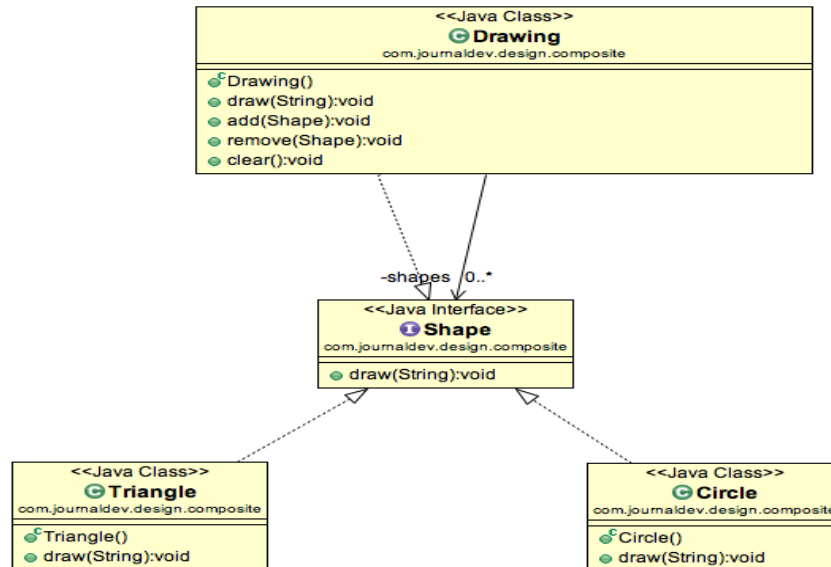 <<Java Class>>
Drawing
com.journaldev.design.composite
Drawing()
draw(String):void
add(Shape):void
remove(Shape):void
clear():void
-shapes 0..*
<<Java Interface>>
Shape
com.journaldev.design.composite
draw(String):void
<<Java Class>>
Triangle
com.journaldev.design.composite
Triangle()
draw(String):void
<<Java Class>>
Circle
com.journaldev.design.composite
Circle()
draw(String):void